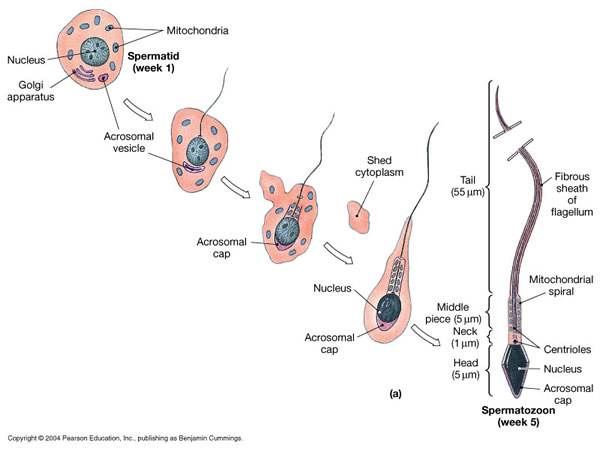 Mitochondria
Nucleus
Spermatid
(week 1)
Golgi
apparatus
Acrosomal
vesicle
Shed
cytoplasm
Acrosomal
cap
Nucleus
Acrosomal
cap
Tail
(55 µm)
Fibrous
sheath
of
flagellum
Mitochondrial
spiral
Middle
piece (5 µm)
Neck
(1 µm)
Centrioles
Head
(5 µm)
Nucleus
Acrosomal
cap
(a)
Spermatozoon
(week 5)
Copyright © 2004 Pearson Education, Inc., publishing as Benjamin Cummings.